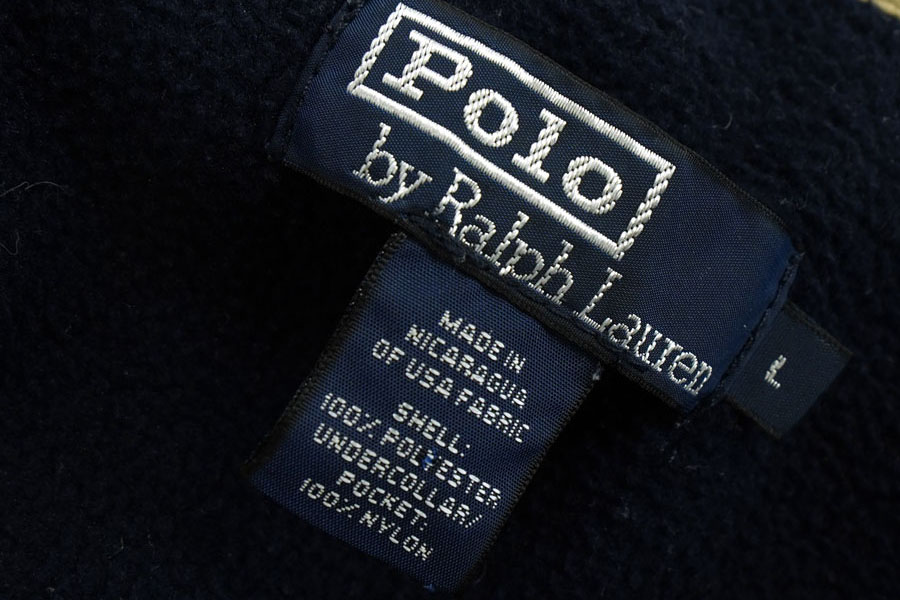 Polo
by Ralph Lauren
L
MADE IN
NICARAGUA
OF USA FABRIC
SHELL:
100% POLYESTER
UNDERCOLLAR/
POCKET:
100% NYLON